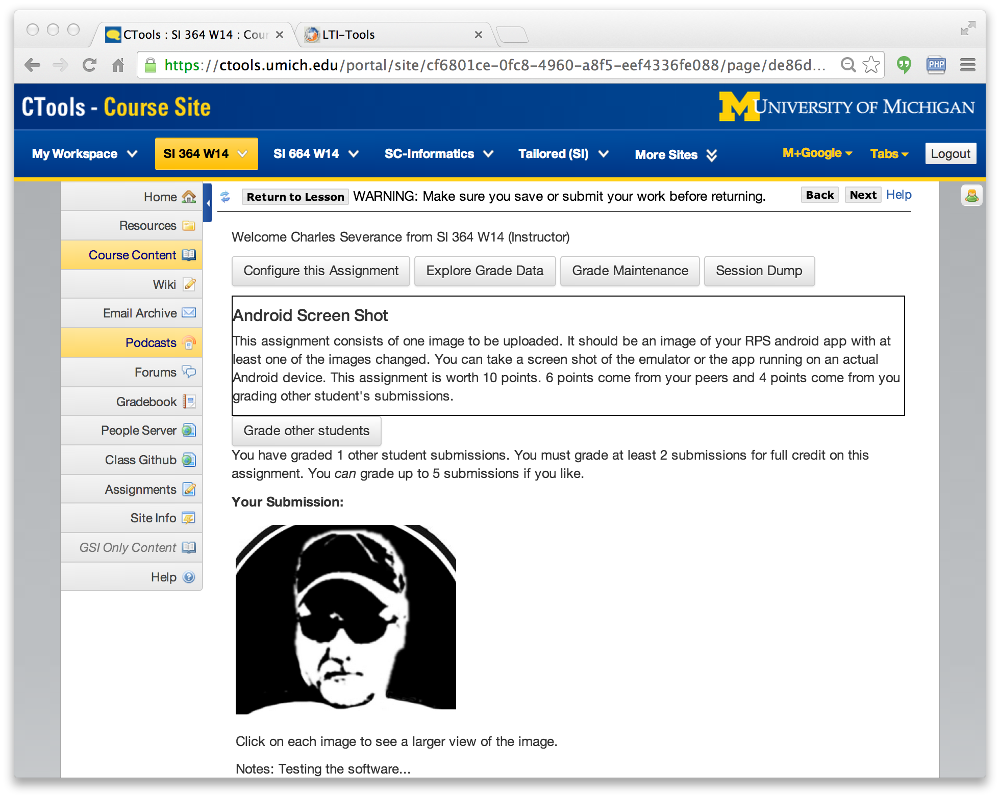 CTools : SI 364 W14 : Cour
LTI-Tools
https://ctools.umich.edu/portal/site/cf6801ce-0fc8-4960-a8f5-eef4336fe088/page/de86d...
PHP
CTools - Course Site
M UNIVERSITY OF MICHIGAN
My Workspace
SI 364 W14
SI 664 W14
SC-Informatics
Tailored (SI)
More Sites
M+Google
Tabs
Logout
Home
Resources
Course Content
Wiki
Email Archive
Podcasts
Forums
Gradebook
People Server
Class Github
Assignments
Site Info
GSI Only Content
Help
Return to Lesson WARNING: Make sure you save or submit your work before returning.
Back Next Help
Welcome Charles Severance from SI 364 W14 (Instructor)
Configure this Assignment
Explore Grade Data
Grade Maintenance
Session Dump
Android Screen Shot
This assignment consists of one image to be uploaded. It should be an image of your RPS android app with at
least one of the images changed. You can take a screen shot of the emulator or the app running on an actual
Android device. This assignment is worth 10 points. 6 points come from your peers and 4 points come from you
grading other student's submissions.
Grade other students
You have graded 1 other student submissions. You must grade at least 2 submissions for full credit on this
assignment. You can grade up to 5 submissions if you like.
Your Submission:
Click on each image to see a larger view of the image.
Notes: Testing the software...